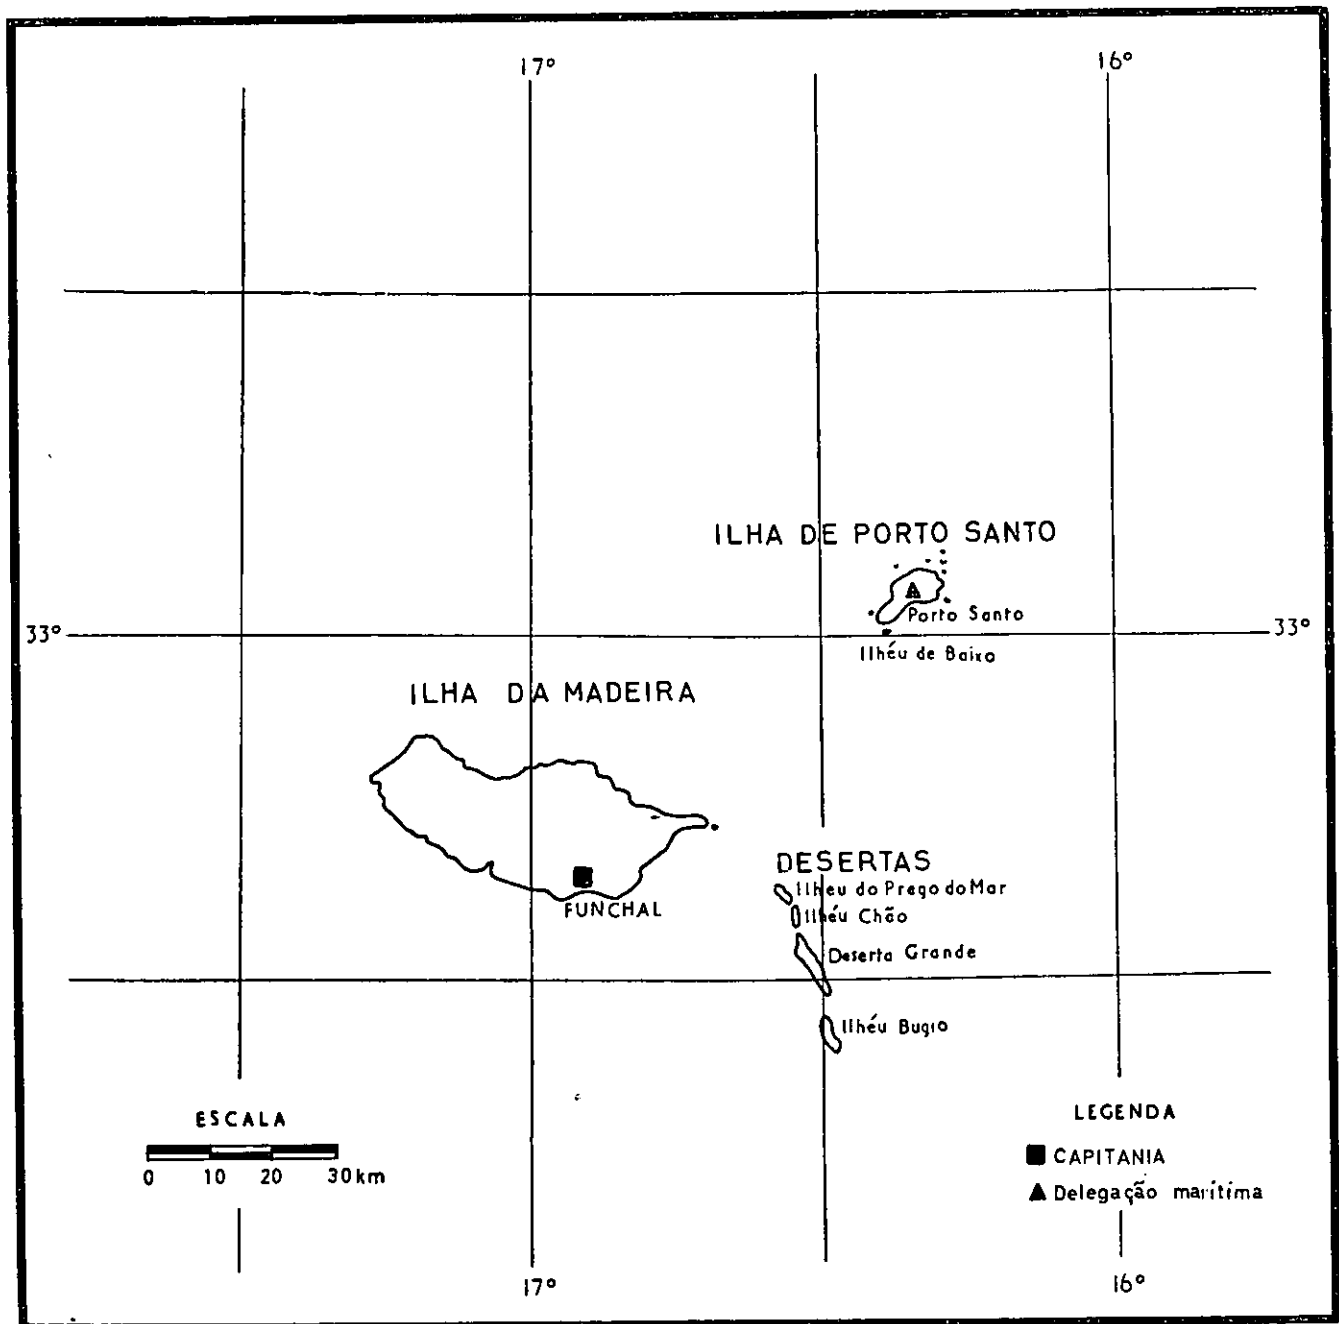 17° 16°
ILHA DE PORTO SANTO
Porto Santo
33° 33°
Ilhéu de Baixo
ILHA DA MADEIRA
DESERTAS
Ilheu do Prego do Mar
FUNCHAL
Ilhéu Chão
Deserta Grande
Ilhéu Bugio
ESCALA
0 10 20 30 km
LEGENDA
CAPITANIA
Delegação marítima
17° 16°